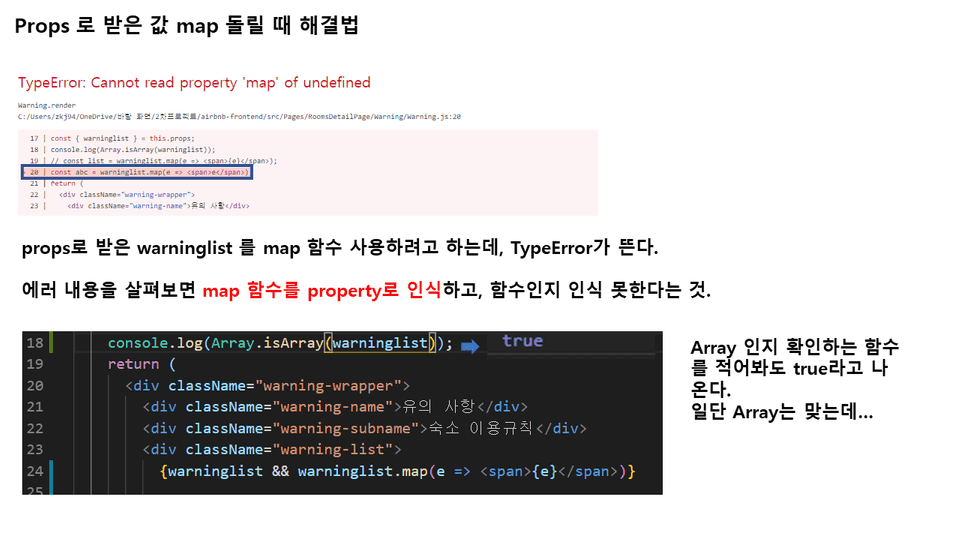 Props 로 받은 값 map 돌릴 때 해결법
TypeError: Cannot read property 'map' of undefined
Warning.render
C:/Users/zkj94/OneDrive/바탕 화면/2차프로젝트/airbnb-frontend/src/Pages/RoomsDetailPage/Warning/Warning.js:20
17 | const { warninglist } = this.props;
18 | console.log(Array.isArray(warninglist));
19 | // const list = warninglist.map(e => <span>{e}</span>);
> 20 | const abc = warninglist.map(e => <span>e</span>)
21 | return (
22 | <div className="warning-wrapper">
23 | <div className="warning-name">유의 사항</div>
props로 받은 warninglist 를 map 함수 사용하려고 하는데, TypeError가 뜬다.
에러 내용을 살펴보면 map 함수를 property로 인식하고, 함수인지 인식 못한다는 것.
18 console.log(Array.isArray(warninglist)); true
19 return (
20 <div className="warning-wrapper">
21 <div className="warning-name">유의 사항</div>
22 <div className="warning-subname">숙소 이용규칙</div>
23 <div className="warning-list">
24 {warninglist && warninglist.map(e => <span>{e}</span>)}
25
Array 인지 확인하는 함수
를 적어봐도 true라고 나
온다.
일단 Array는 맞는데...